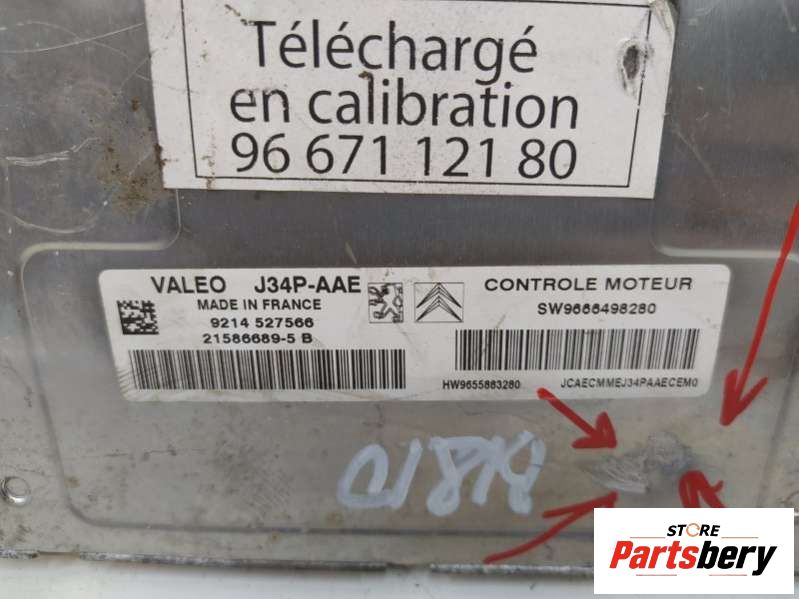 Téléchargé
en calibration
96 671 121 80
VALEO J34P-AAE
MADE IN FRANCE
9214 527566
21586689-5 B
CONTROLE MOTEUR
SW9666498280
HW9655883280 JCAECMMEJ34PAAECEM0
STORE
Partsbery